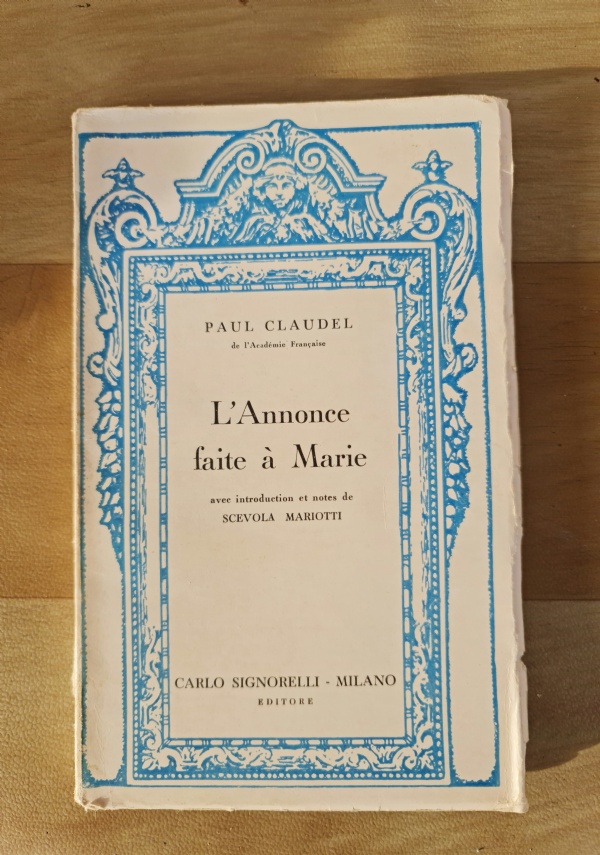 PAUL CLAUDEL
de l'Académie Française
L'Annonce
faite à Marie
avec introduction et notes de
SCEVOLA MARIOTTI
CARLO SIGNORELLI - MILANO
EDITORE